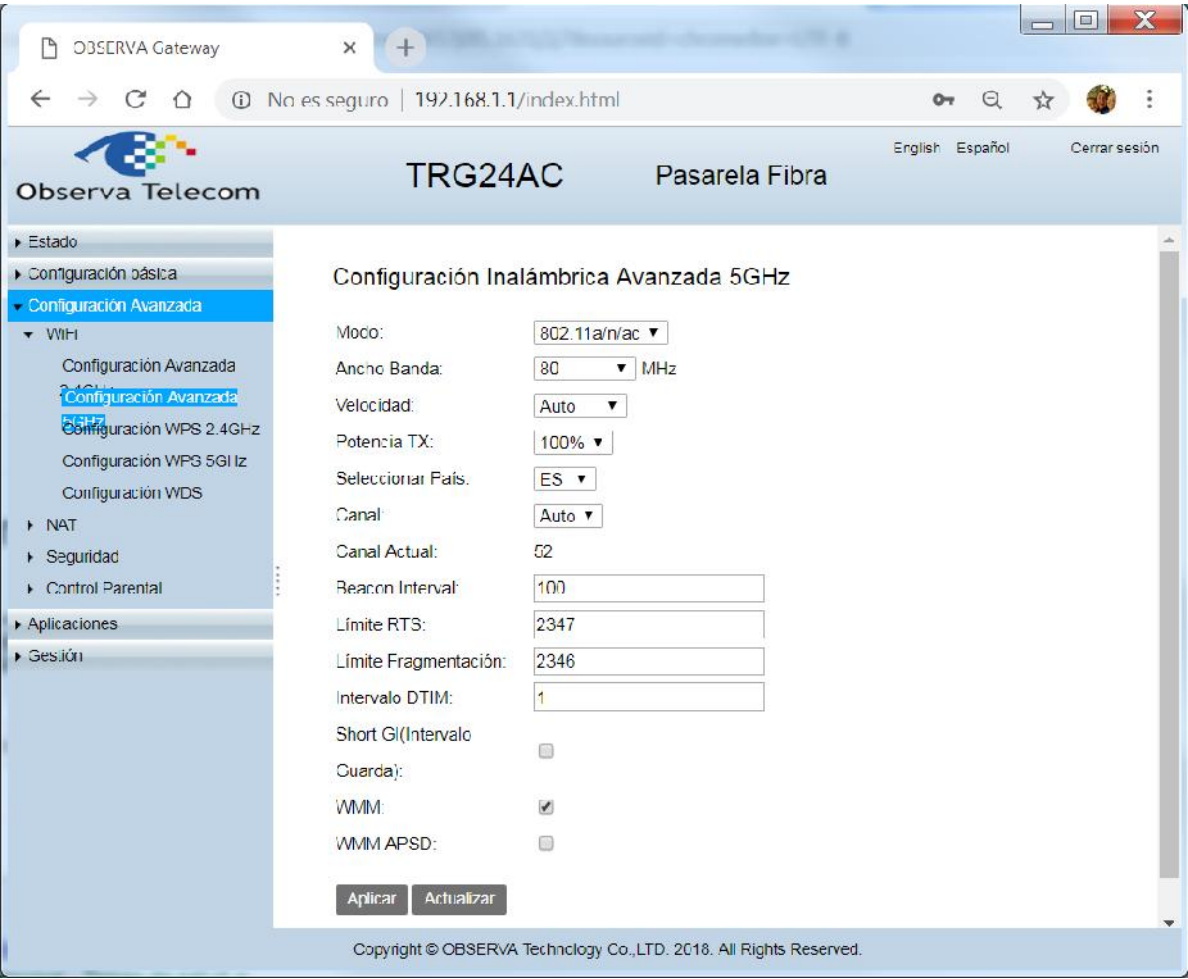 OBSERVA Gateway
No es seguro | 192.168.1.1/index.html
English Español Cerrar sesión
Observa Telecom
TRG24AC Pasarela Fibra
Estado
Configuración básica
Configuración Avanzada
WiFi
Configuración Avanzada
2.4GHz
Configuración Avanzada
5GHz
Configuración WPS 2.4GHz
Configuración WPS 5GHz
Configuración WDS
NAT
Seguridad
Control Parental
Aplicaciones
Gestión
Configuración Inalámbrica Avanzada 5GHz
Modo: 802.11a/n/ac
Ancho Banda: 80 MHz
Velocidad: Auto
Potencia TX: 100%
Seleccionar País: ES
Canal: Auto
Canal Actual: 52
Beacon Interval: 100
Límite RTS: 2347
Límite Fragmentación: 2346
Intervalo DTIM: 1
Short GI(Intervalo
Guarda):
WMM:
WMM APSD:
Aplicar Actualizar
Copyright © OBSERVA Technology Co.,LTD. 2018. All Rights Reserved.